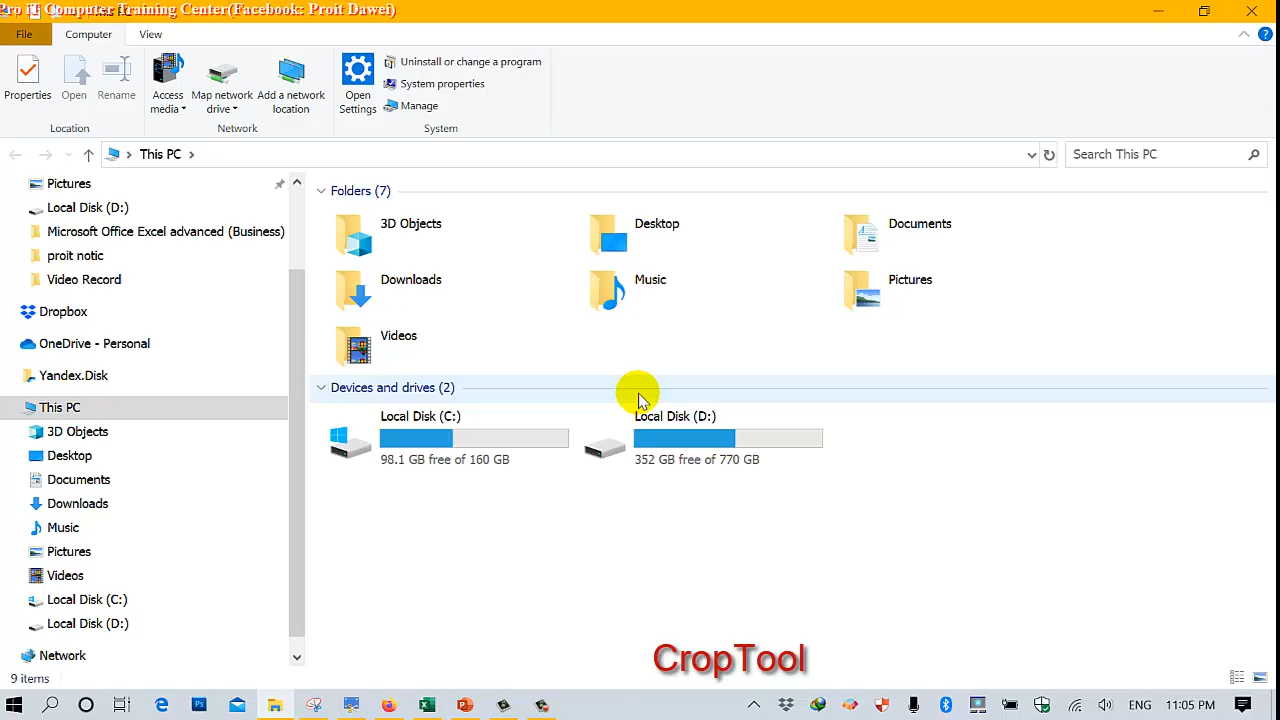 Computer Training Center(Facebook: Proit Dawei)
File
Computer
View
Properties
Open
Rename
Access media
Map network drive
Add a network location
Open Settings
Uninstall or change a program
System properties
Manage
Location
Network
System
This PC
Search This PC
Pictures
Local Disk (D:)
Microsoft Office Excel advanced (Business)
proit notic
Video Record
Dropbox
OneDrive - Personal
Yandex.Disk
This PC
3D Objects
Desktop
Documents
Downloads
Music
Pictures
Videos
Local Disk (C:)
Local Disk (D:)
Network
Folders (7)
3D Objects
Desktop
Documents
Downloads
Music
Pictures
Videos
Devices and drives (2)
Local Disk (C:)
98.1 GB free of 160 GB
Local Disk (D:)
352 GB free of 770 GB
CropTool
9 items
ENG
11:05 PM